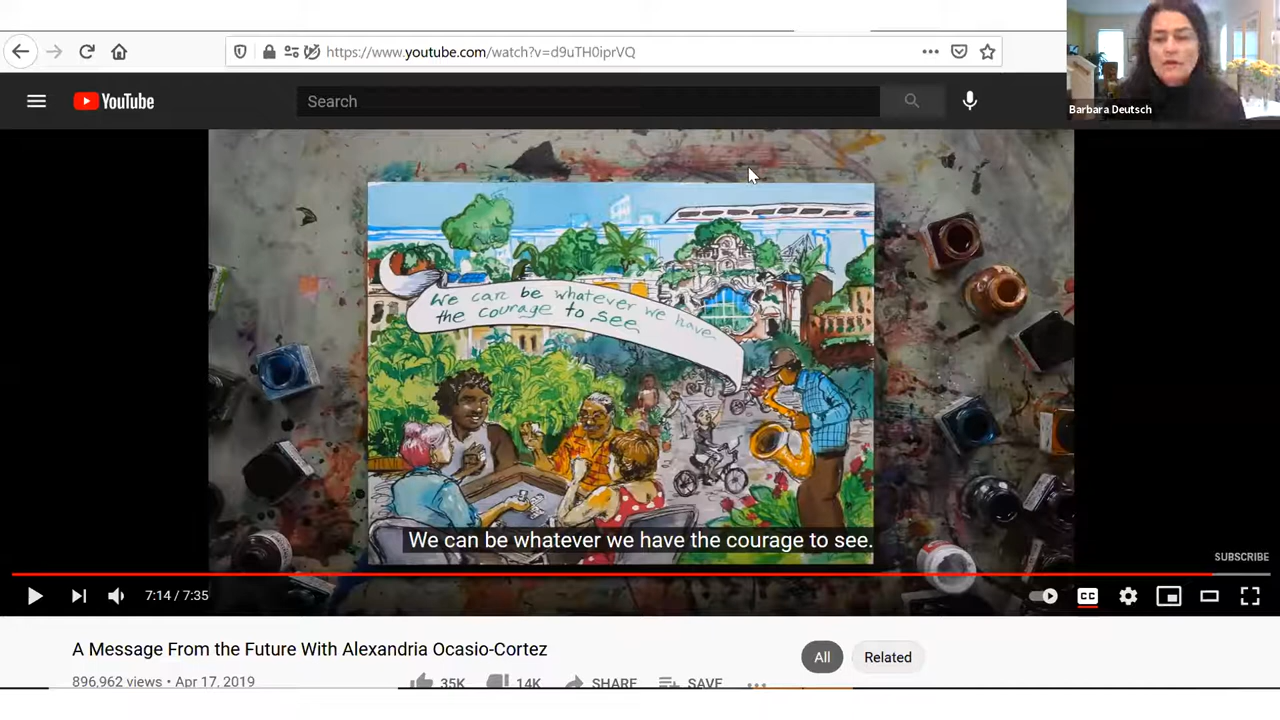 https://www.youtube.com/watch?v=d9uTH0iprVQ
YouTube
Search
Barbara Deutsch
We can be whatever we have
the courage to see
We can be whatever we have the courage to see.
SUBSCRIBE
7:14 / 7:35
CC
A Message From the Future With Alexandria Ocasio-Cortez
All
Related
896,962 views • Apr 17, 2019
35K
14K
SHARE
SAVE